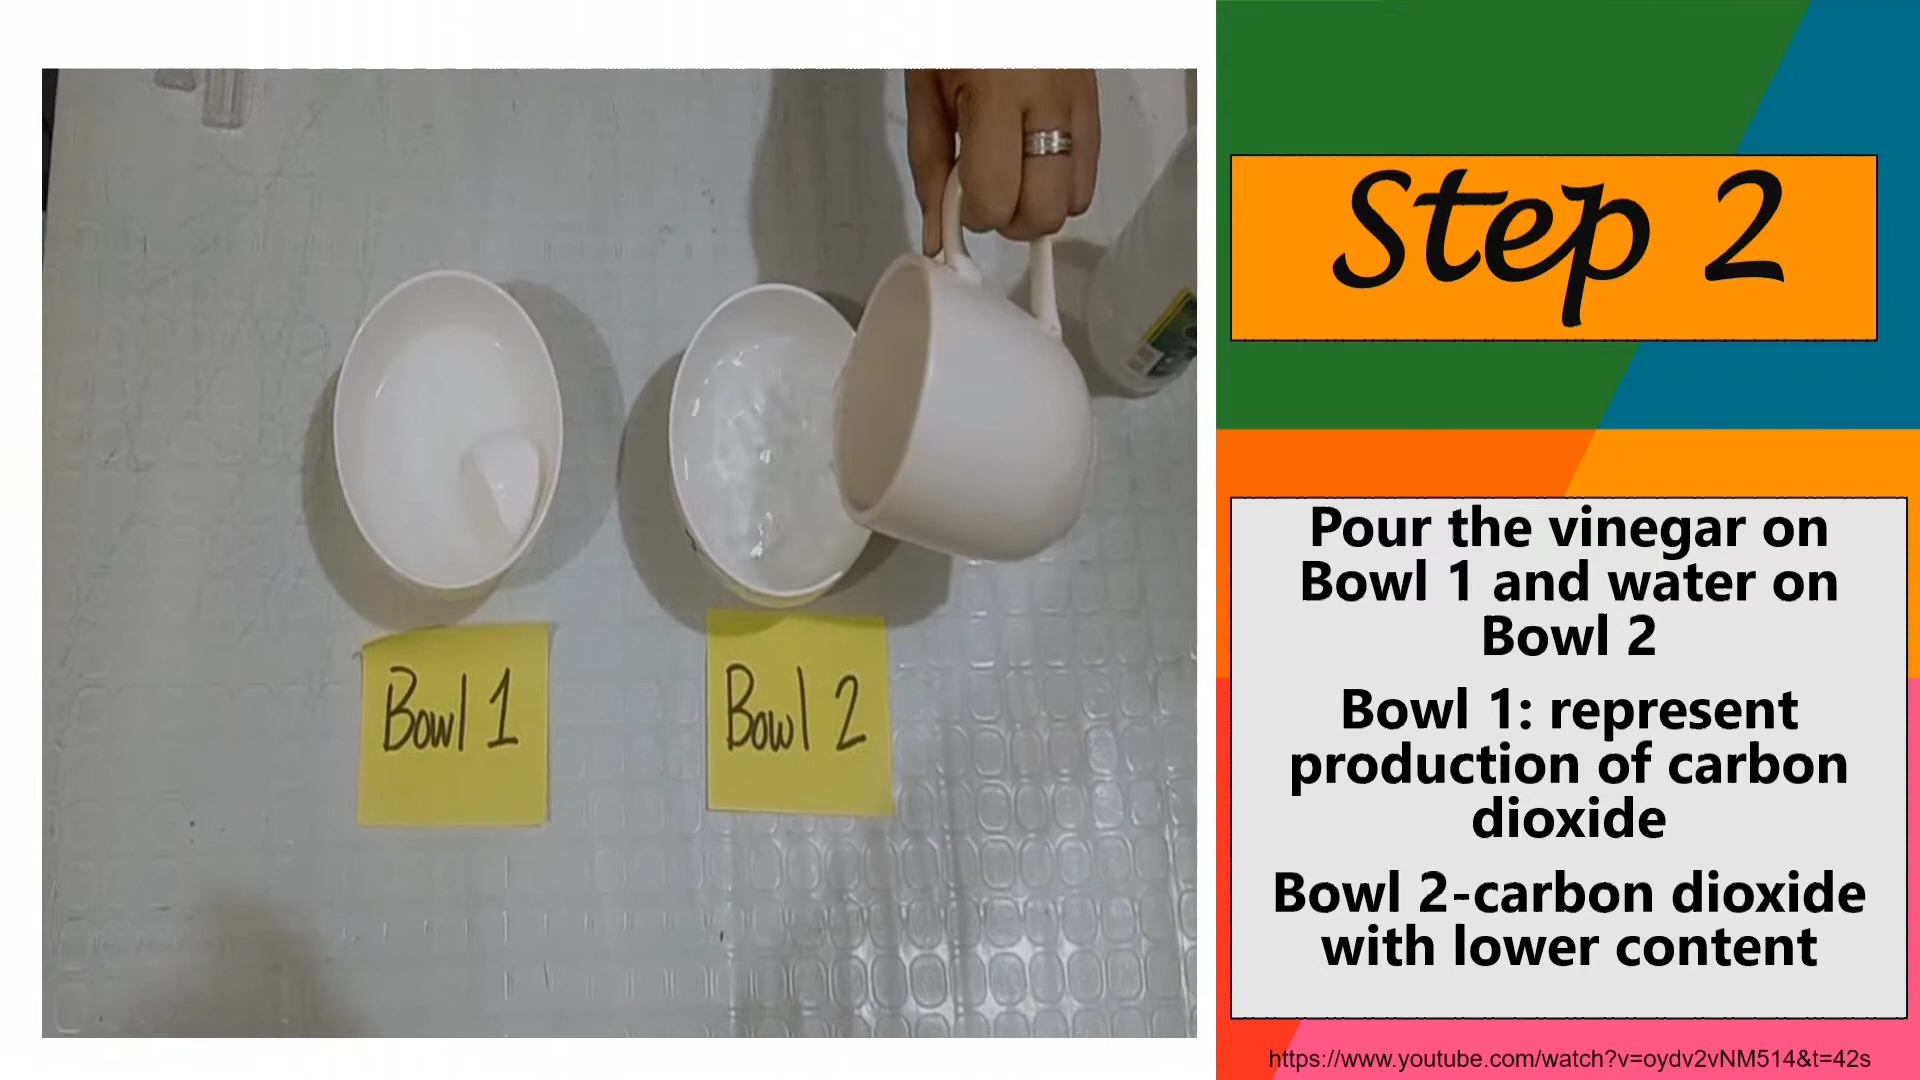 Step 2
Pour the vinegar on
Bowl 1 and water on
Bowl 2
Bowl 1: represent
production of carbon
dioxide
Bowl 2-carbon dioxide
with lower content
Bowl 1
Bowl 2
https://www.youtube.com/watch?v=oydv2vNM514&t=42s